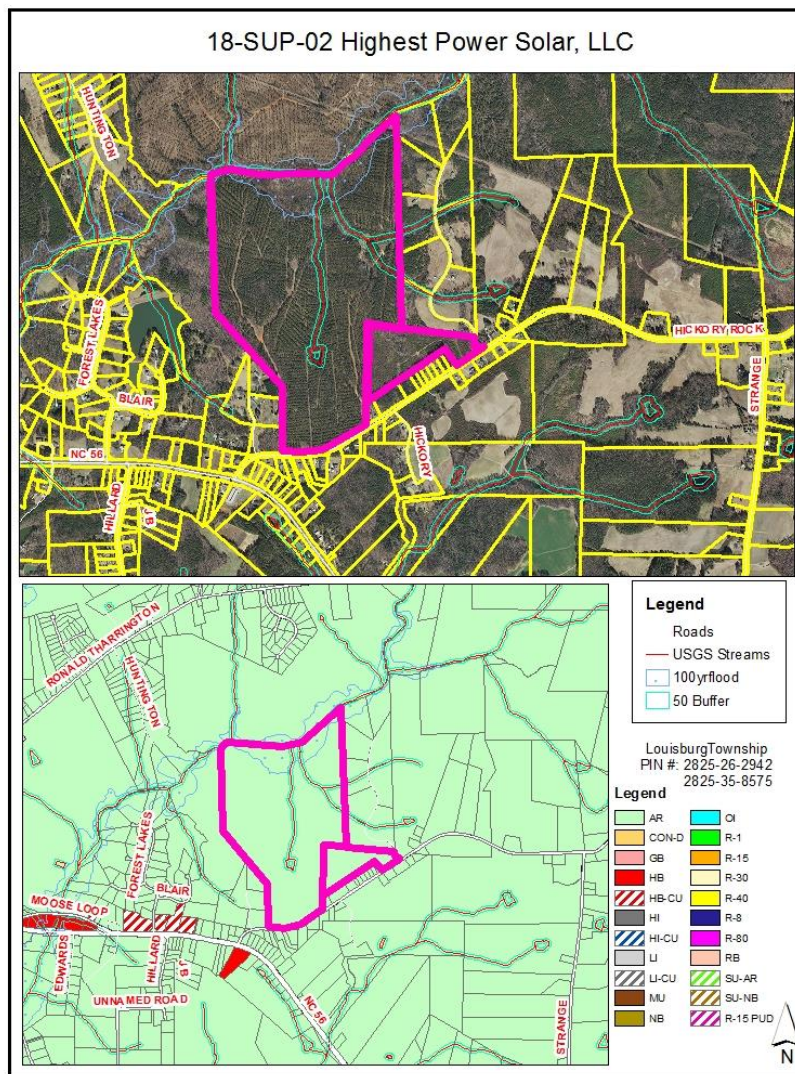 18-SUP-02 Highest Power Solar, LLC
HUNTINGTON
FOREST LAKES
BLAIR
HICKORY ROCK
STRANGE
NC 56
HICKORY
HILLARD
J B
RONALD THARRINGTON
HUNTINGTON
FOREST LAKES
BLAIR
MOOSE LOOP
EDWARDS
HILLARD
J B
UNNAMED ROAD
NC 56
STRANGE
Legend
Roads
USGS Streams
100yrflood
50 Buffer
LouisburgTownship
PIN #: 2825-26-2942
2825-35-8575
Legend
AR
CON-D
GB
HB
HB-CU
HI
HI-CU
LI
LI-CU
MU
NB
OI
R-1
R-15
R-30
R-40
R-8
R-80
RB
SU-AR
SU-NB
R-15 PUD
N